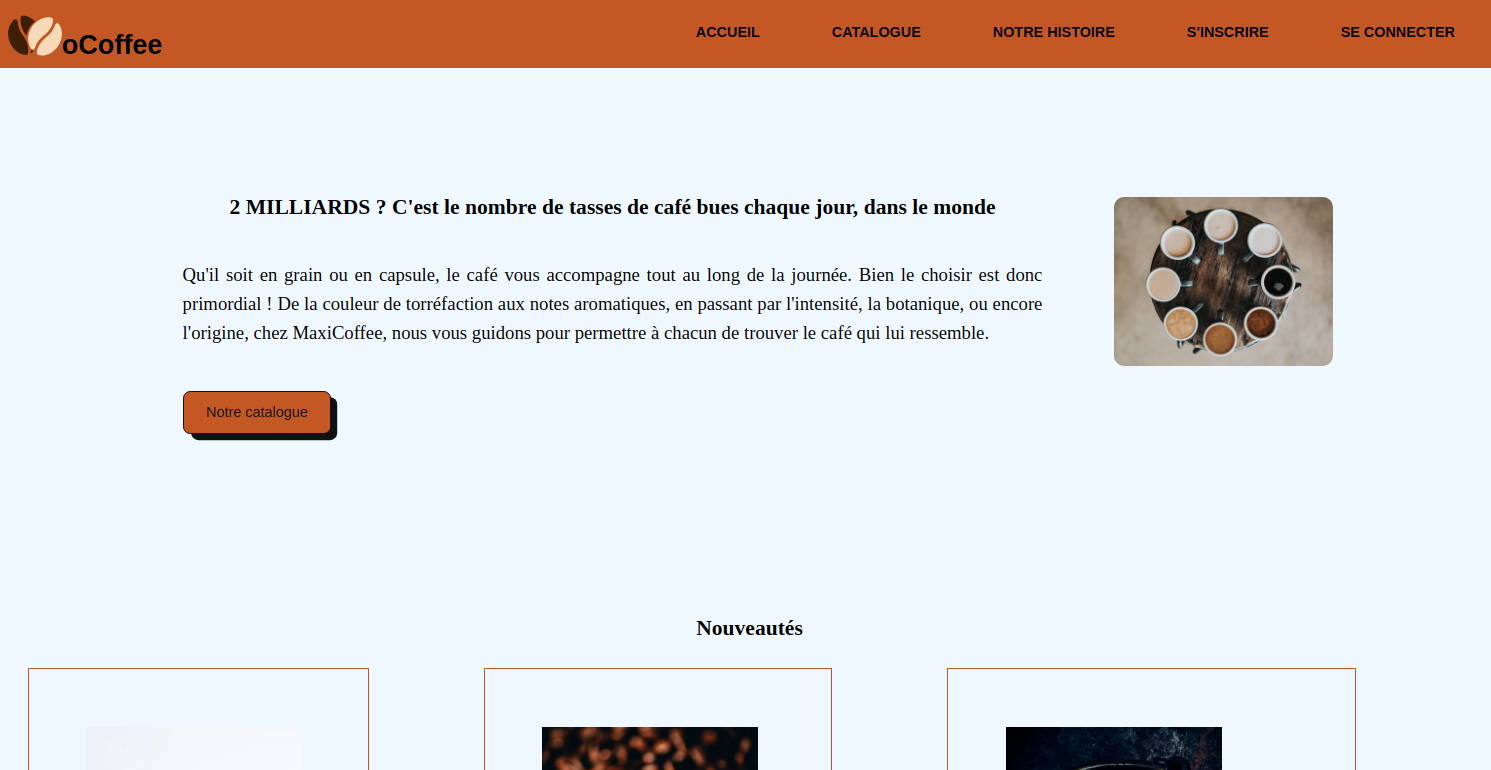 oCoffee
ACCUEIL CATALOGUE NOTRE HISTOIRE S'INSCRIRE SE CONNECTER
2 MILLIARDS ? C'est le nombre de tasses de café bues chaque jour, dans le monde
Qu'il soit en grain ou en capsule, le café vous accompagne tout au long de la journée. Bien le choisir est donc
primordial ! De la couleur de torréfaction aux notes aromatiques, en passant par l'intensité, la botanique, ou encore
l'origine, chez MaxiCoffee, nous vous guidons pour permettre à chacun de trouver le café qui lui ressemble.
Notre catalogue
Nouveautés